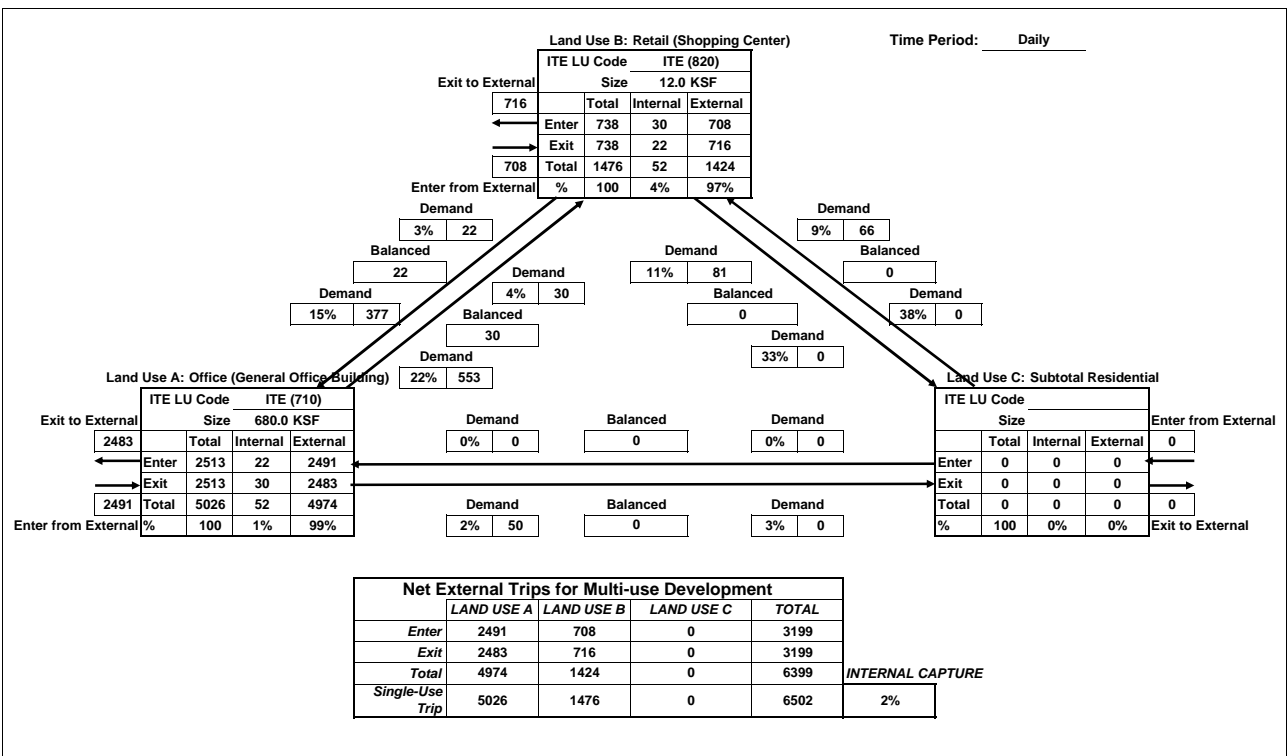 Land Use B: Retail (Shopping Center)
Time Period: Daily
ITE LU Code ITE (820)
Exit to External Size 12.0 KSF
716 Total Internal External
Enter 738 30 708
Exit 738 22 716
708 Total 1476 52 1424
Enter from External % 100 4% 97%
Demand
3% 22
Balanced
22
Demand
15% 377
Demand
4% 30
Balanced
30
Demand
22% 553
Demand
11% 81
Balanced
0
Demand
33% 0
Demand
9% 66
Balanced
0
Demand
38% 0
Land Use A: Office (General Office Building)
ITE LU Code ITE (710)
Exit to External Size 680.0 KSF
2483 Total Internal External
Enter 2513 22 2491
Exit 2513 30 2483
2491 Total 5026 52 4974
Enter from External % 100 1% 99%
Demand Balanced Demand
0% 0 0 0% 0
Demand Balanced Demand
2% 50 0 3% 0
Land Use C: Subtotal Residential
ITE LU Code
Size Enter from External
Total Internal External 0
Enter 0 0 0
Exit 0 0 0
Total 0 0 0 0
% 100 0% 0% Exit to External
Net External Trips for Multi-use Development
LAND USE A LAND USE B LAND USE C TOTAL
Enter 2491 708 0 3199
Exit 2483 716 0 3199
Total 4974 1424 0 6399 INTERNAL CAPTURE
Single-Use
Trip 5026 1476 0 6502 2%